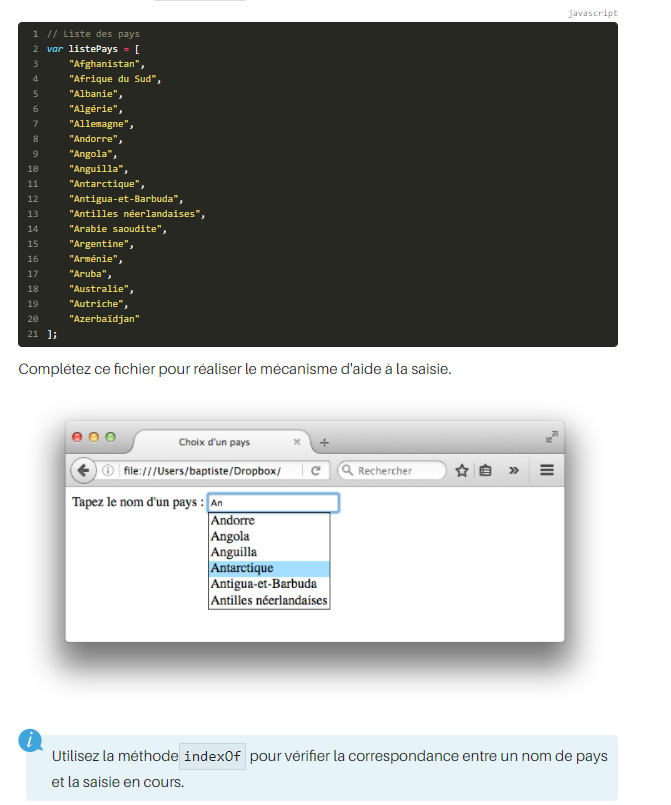 javascript
1 // Liste des pays
2 var listePays = [
3 "Afghanistan",
4 "Afrique du Sud",
5 "Albanie",
6 "Algérie",
7 "Allemagne",
8 "Andorre",
9 "Angola",
10 "Anguilla",
11 "Antarctique",
12 "Antigua-et-Barbuda",
13 "Antilles néerlandaises",
14 "Arabie saoudite",
15 "Argentine",
16 "Arménie",
17 "Aruba",
18 "Australie",
19 "Autriche",
20 "Azerbaïdjan"
21 ];
Complétez ce fichier pour réaliser le mécanisme d'aide à la saisie.
Choix d'un pays
file:///Users/baptiste/Dropbox/ Rechercher
Tapez le nom d'un pays : An
Andorre
Angola
Anguilla
Antarctique
Antigua-et-Barbuda
Antilles néerlandaises
Utilisez la méthode indexOf pour vérifier la correspondance entre un nom de pays
et la saisie en cours.